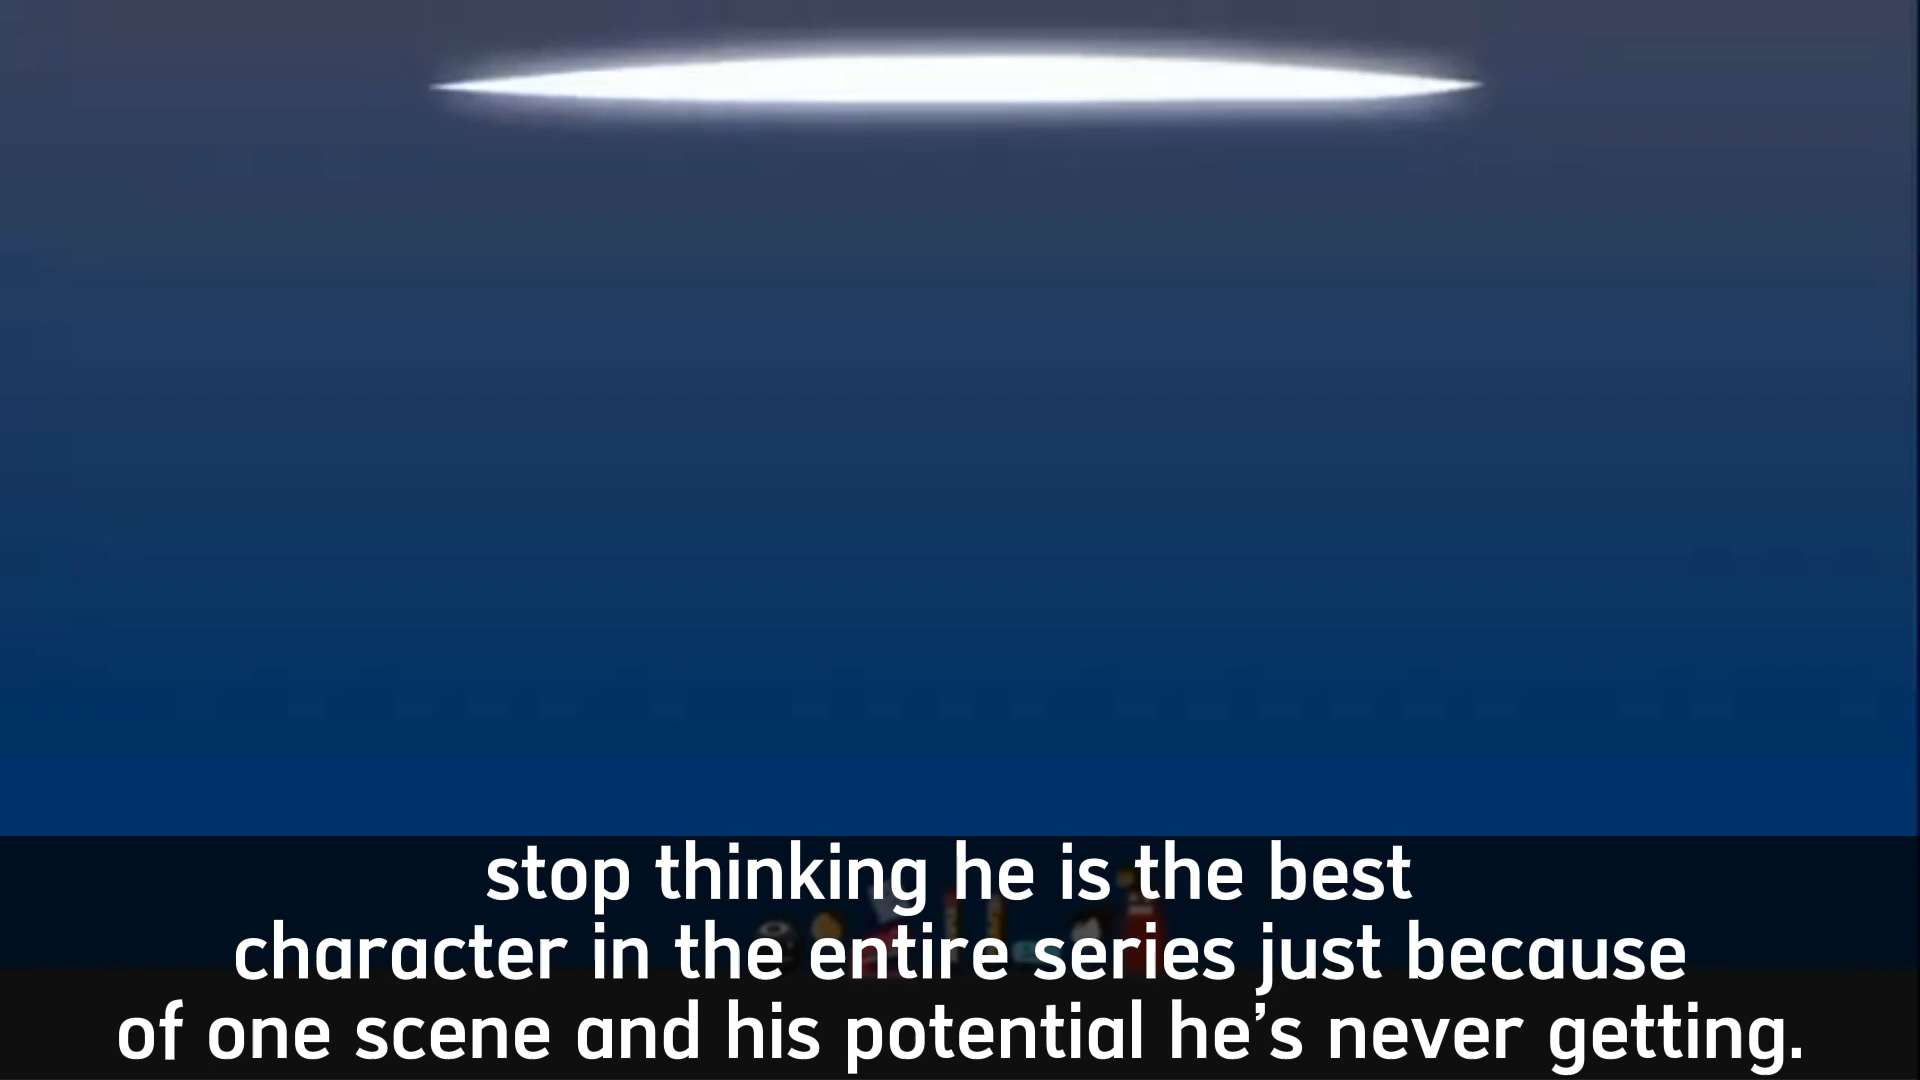 stop thinking he is the best
character in the entire series just because
of one scene and his potential he’s never getting.